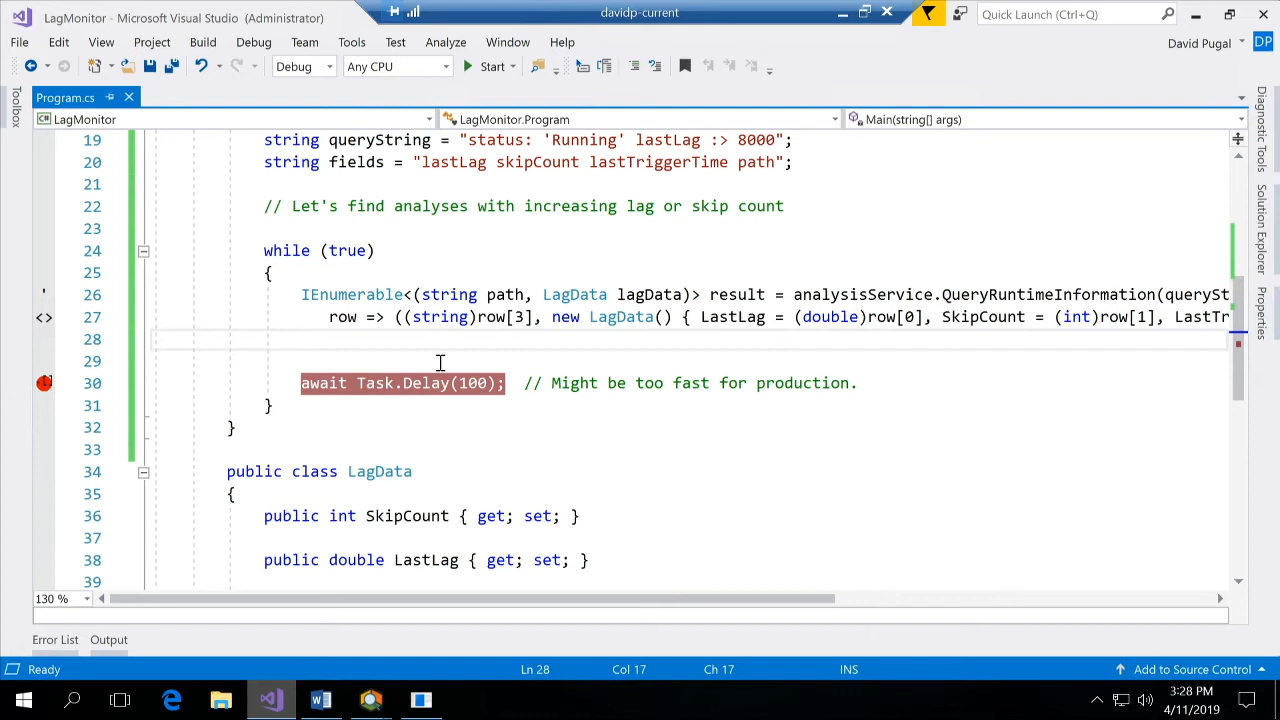 LagMonitor - Microsoft Visual Studio (Administrator)
davidp-current
Quick Launch (Ctrl+Q)
File Edit View Project Build Debug Team Tools Test Analyze Window Help
David Pugal DP
Debug Any CPU Start
Toolbox
Program.cs
LagMonitor LagMonitor.Program Main(string[] args)
19 string queryString = "status: 'Running' lastLag :> 8000";
20 string fields = "lastLag skipCount lastTriggerTime path";
21
22 // Let's find analyses with increasing lag or skip count
23
24 while (true)
25 {
26 IEnumerable<(string path, LagData lagData)> result = analysisService.QueryRuntimeInformation(querySt
27 row => ((string)row[3], new LagData() { LastLag = (double)row[0], SkipCount = (int)row[1], LastTr
28
29
30 await Task.Delay(100); // Might be too fast for production.
31 }
32 }
33
34 public class LagData
35 {
36 public int SkipCount { get; set; }
37
38 public double LastLag { get; set; }
39
Diagnostic Tools
Solution Explorer
Properties
130 %
Error List Output
Ready Ln 28 Col 17 Ch 17 INS Add to Source Control
3:28 PM
4/11/2019